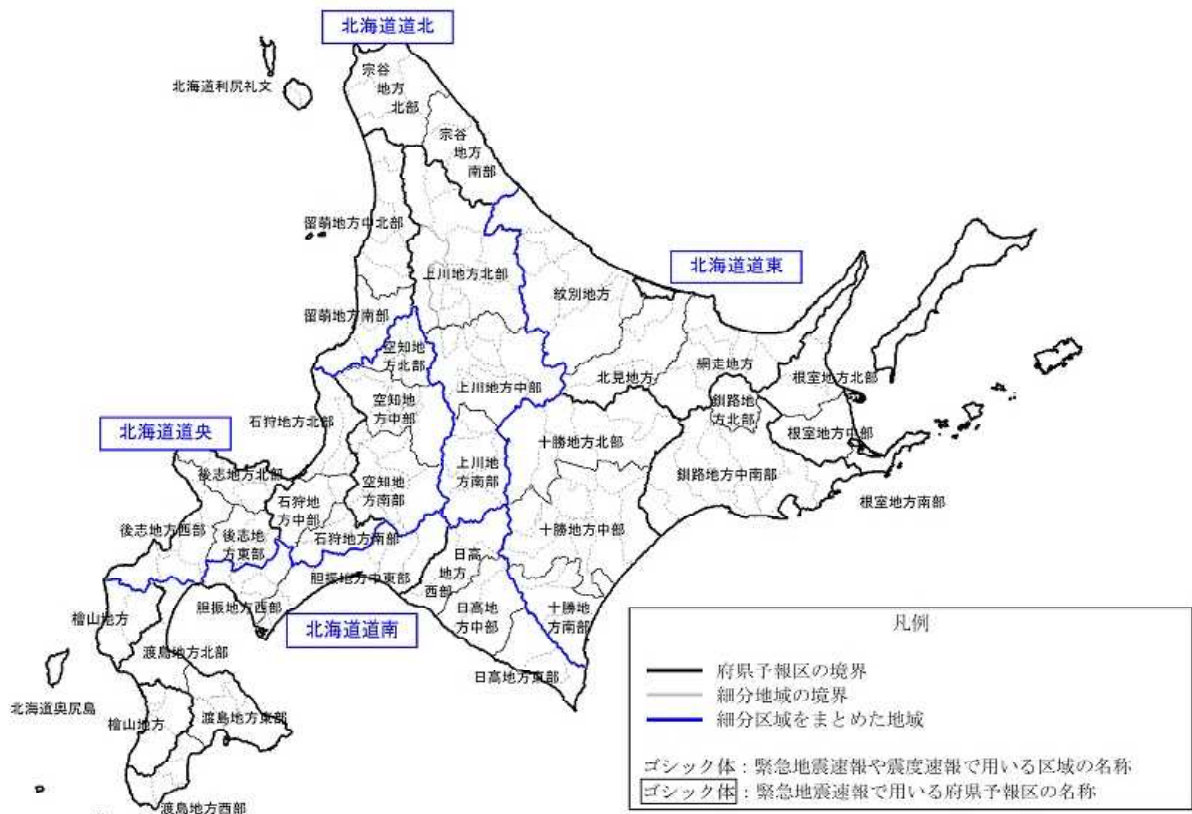 北海道道北
宗谷
地方
北部
北海道利尻礼文
宗谷
地方
南部
留萌地方中北部
上川地方北部
北海道道東
紋別地方
留萌地方南部
空知地
方北部
上川地方中部
北見地方
網走地方
根室地方北部
釧路地
方北部
空知地
方中部
石狩地方北部
北海道道央
十勝地方北部
根室地方中部
後志地方北部
石狩地
方中部
空知地
方南部
上川地
方南部
釧路地方中南部
根室地方南部
後志地方西部
後志地
方東部
石狩地方南部
十勝地方中部
日高
地方
西部
胆振地方中東部
胆振地方西部
日高地
方中部
十勝地
方南部
檜山地方
北海道道南
渡島地方北部
日高地方東部
北海道奥尻島
檜山地方
渡島地方東部
渡島地方西部
凡例
府県予報区の境界
細分地域の境界
細分区域をまとめた地域
ゴシック体：緊急地震速報や震度速報で用いる区域の名称
ゴシック体：緊急地震速報で用いる府県予報区の名称